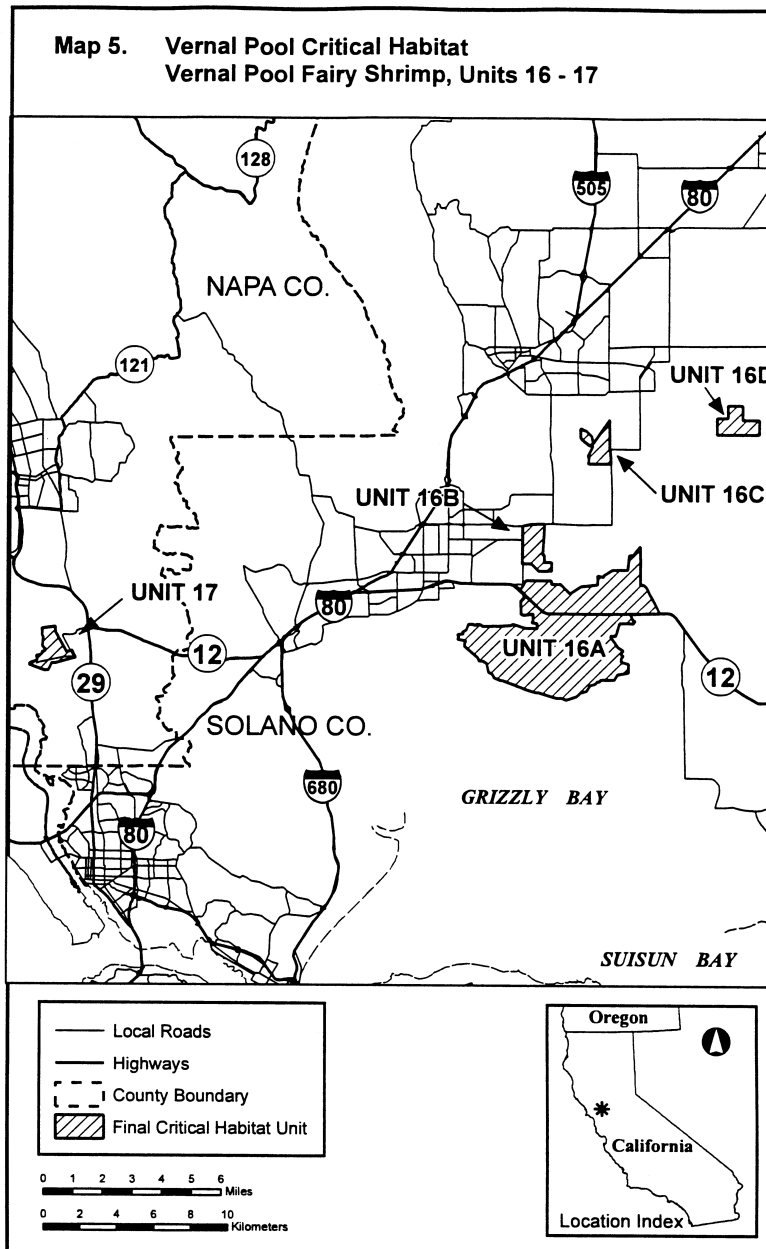 Map 5. Vernal Pool Critical Habitat
Vernal Pool Fairy Shrimp, Units 16 - 17
128
505
80
NAPA CO.
121
UNIT 16D
UNIT 16B
UNIT 16C
UNIT 17
80
12
UNIT 16A
29
12
SOLANO CO.
680
GRIZZLY BAY
80
SUISUN BAY
Local Roads
Highways
County Boundary
Final Critical Habitat Unit
0 1 2 3 4 5 6
Miles
0 2 4 6 8 10
Kilometers
Oregon
California
Location Index